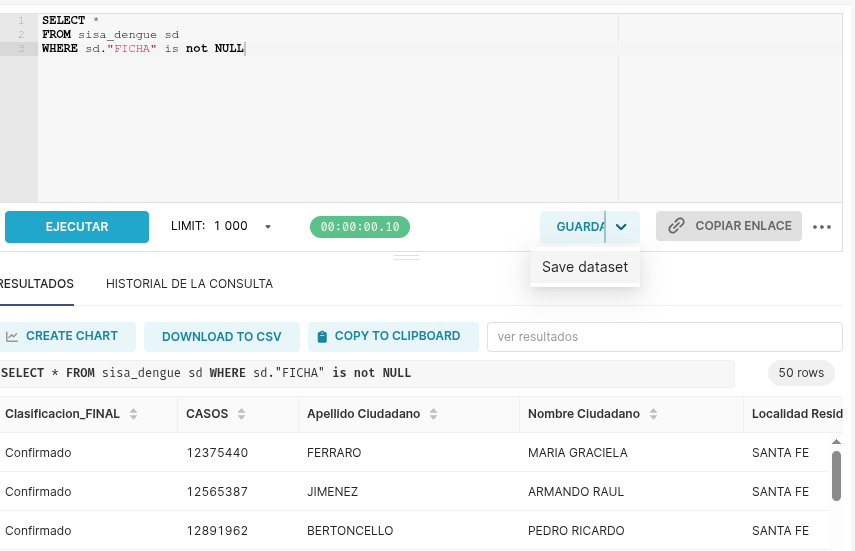 1 SELECT *
2 FROM sisa_dengue sd
3 WHERE sd."FICHA" is not NULL
EJECUTAR LIMIT: 1 000 00:00:00.10 GUARDA COPIAR ENLACE
Save dataset
RESULTADOS HISTORIAL DE LA CONSULTA
CREATE CHART DOWNLOAD TO CSV COPY TO CLIPBOARD ver resultados
SELECT * FROM sisa_dengue sd WHERE sd."FICHA" is not NULL 50 rows
Clasificacion_FINAL CASOS Apellido Ciudadano Nombre Ciudadano Localidad Resid
Confirmado 12375440 FERRARO MARIA GRACIELA SANTA FE
Confirmado 12565387 JIMENEZ ARMANDO RAUL SANTA FE
Confirmado 12891962 BERTONCELLO PEDRO RICARDO SANTA FE